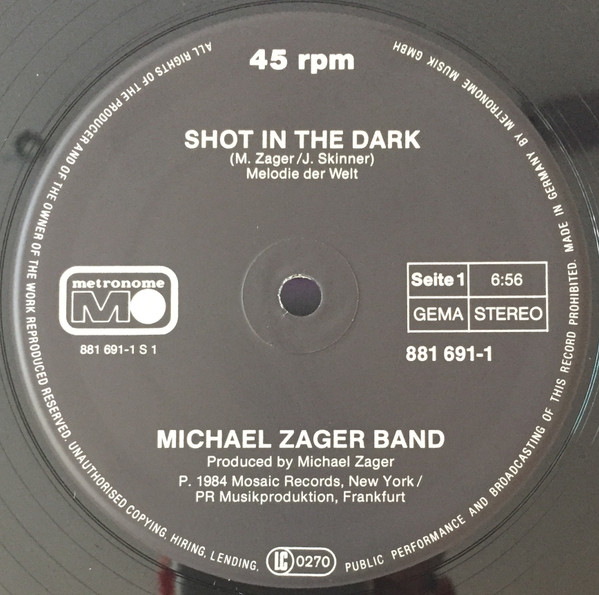 45 rpm
SHOT IN THE DARK
(M. Zager/J. Skinner)
Melodie der Welt
metronome
M
881 691-1 S 1
Seite 1 6:56
GEMA STEREO
881 691-1
MICHAEL ZAGER BAND
Produced by Michael Zager
P. 1984 Mosaic Records, New York/
PR Musikproduktion, Frankfurt
ALL RIGHTS OF THE PRODUCER AND OF THE OWNER OF THE WORK REPRODUCED RESERVED. UNAUTHORISED COPYING, HIRING, LENDING, PUBLIC PERFORMANCE AND BROADCASTING OF THIS RECORD PROHIBITED. MADE IN GERMANY BY METRONOME MUSIK GMBH
LC 0270